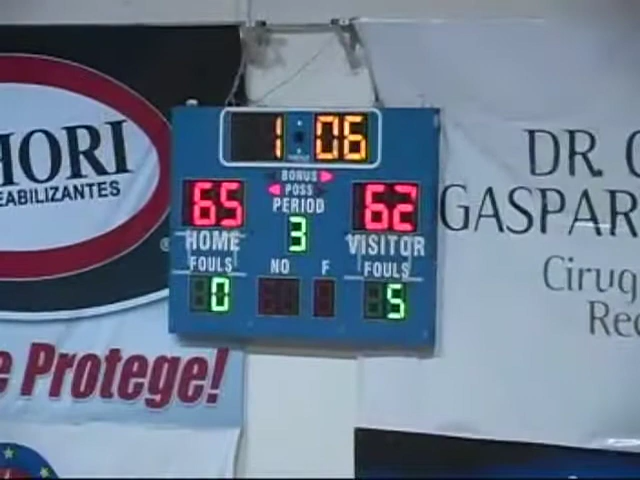 HORI
EABILIZANTES
®
e Protege!
1:06
BONUS
POSS
PERIOD
65 3 62
HOME VISITOR
FOULS NO F FOULS
0 5
DR.
GASPAR
Cirug
Rec